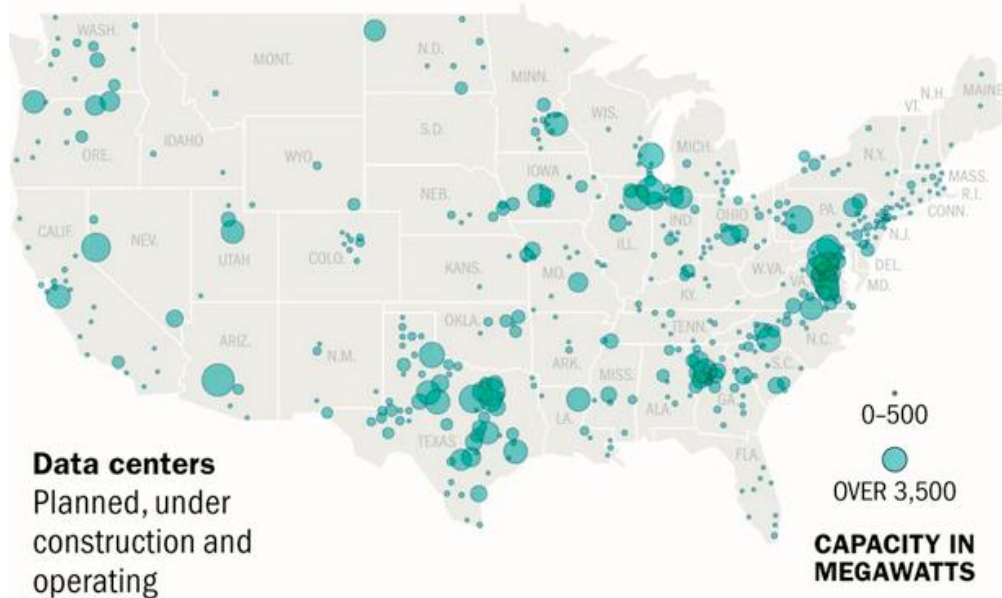 WASH.
MONT.
N.D.
MINN.
MAINE
N.H.
VT.
WIS.
S.D.
MICH.
ORE.
IDAHO
WYO.
N.Y.
MASS.
R.I.
CONN.
IOWA
NEB.
PA.
OHIO
IND.
ILL.
N.J.
CALIF.
NEV.
UTAH
COLO.
KANS.
MO.
W.VA.
VA.
DEL.
MD.
KY.
OKLA.
TENN.
N.C.
ARIZ.
N.M.
ARK.
MISS.
S.C.
ALA.
GA.
LA.
TEXAS
FLA.
0–500
OVER 3,500
CAPACITY IN
MEGAWATTS
Data centers
Planned, under
construction and
operating